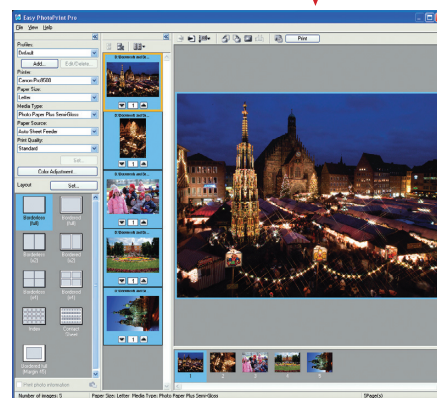 Easy PhotoPrint Pro
File View Help
Profiles:
Default
Add... Edit/Delete...
Printer:
Canon Pro9500
Paper Size:
Letter
Media Type:
Photo Paper Plus Semi-Gloss
Paper Source:
Auto Sheet Feeder
Print Quality:
Standard
Set...
Color Adjustment...
Layout Set...
Borderless (full) Bordered (full)
Borderless (x2) Bordered (x2)
Borderless (x4) Bordered (x4)
Index Contact Sheet
Bordered full
Print photo information
1
1
1
1
1
Print
1 2 3 4 5
Number of images: 5 Paper Size: Letter Media Type: Photo Paper Plus Semi-Gloss 5Page(s)